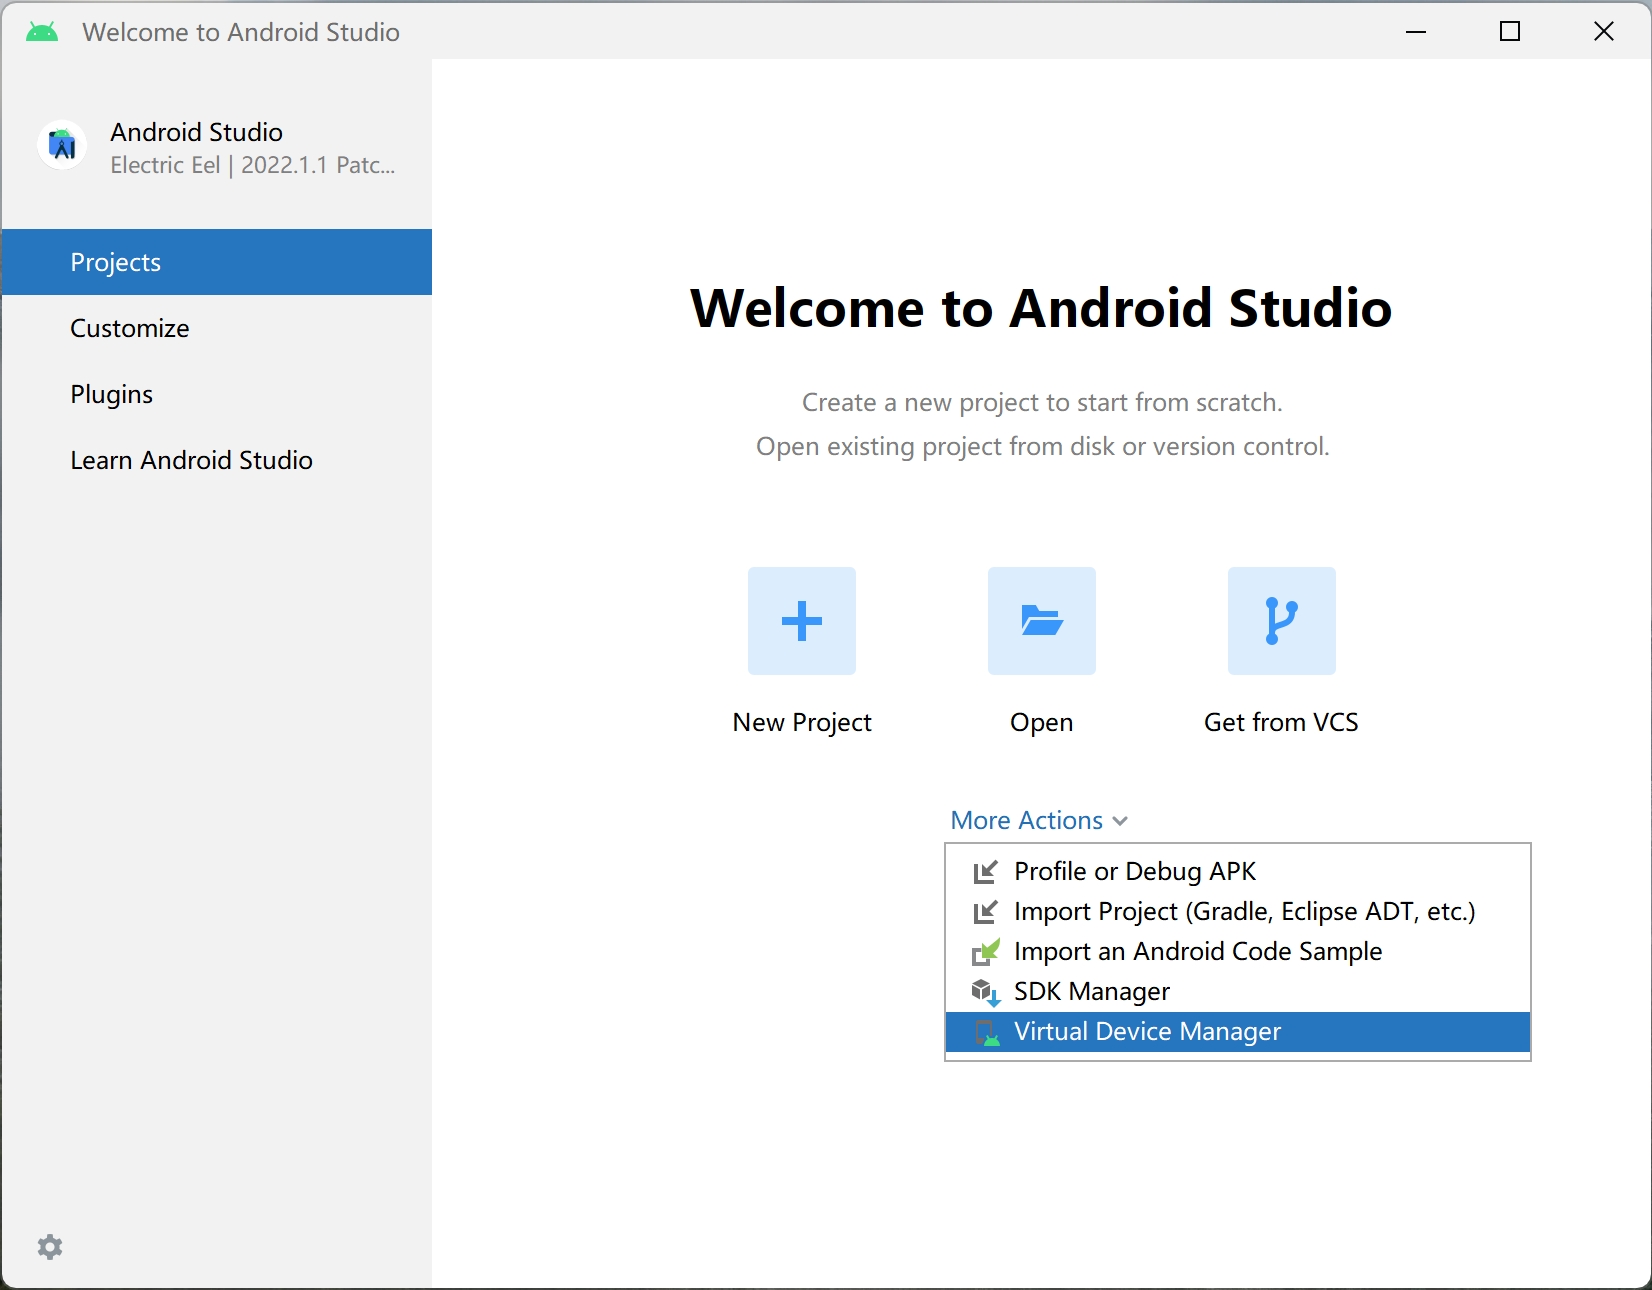 Welcome to Android Studio
Android Studio
Electric Eel | 2022.1.1 Patc...
Projects
Customize
Plugins
Learn Android Studio
Welcome to Android Studio
Create a new project to start from scratch.
Open existing project from disk or version control.
New Project
Open
Get from VCS
More Actions
Profile or Debug APK
Import Project (Gradle, Eclipse ADT, etc.)
Import an Android Code Sample
SDK Manager
Virtual Device Manager